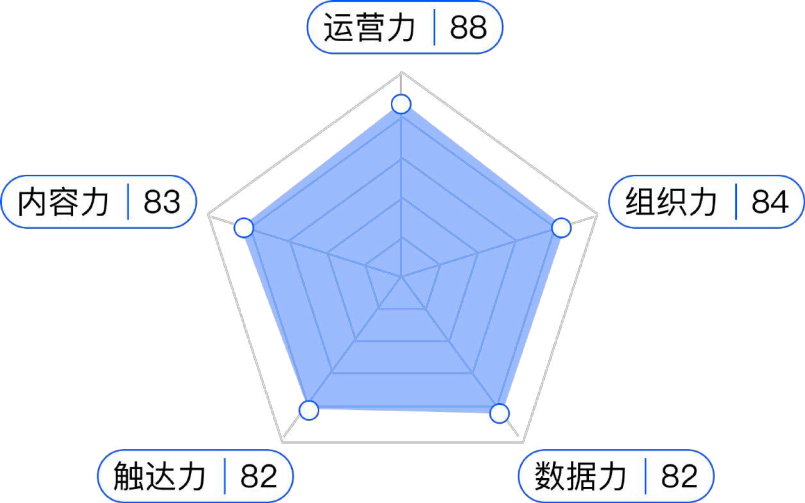 运营力 | 88
内容力 | 83
组织力 | 84
触达力 | 82
数据力 | 82